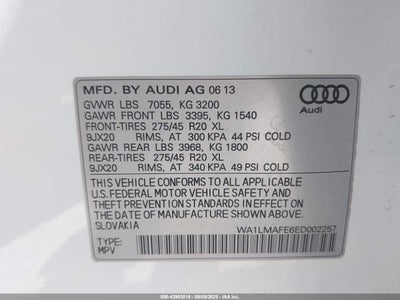 MFD. BY AUDI AG 06 13
GVWR LBS 7055, KG 3200
GAWR FRONT LBS 3395, KG 1540
FRONT-TIRES 275/45 R20 XL
9JX20 RIMS, AT 300 KPA 44 PSI COLD
GAWR REAR LBS 3968, KG 1800
REAR-TIRES 275/45 R20 XL
9JX20 RIMS, AT 340 KPA 49 PSI COLD
THIS VEHICLE CONFORMS TO ALL APPLICABLE
U.S.FEDERAL MOTOR VEHICLE SAFETY, BUMPER, AND
THEFT PREVENTION STANDARDS IN EFFECT
ON THE DATE OF MANUFACTURE SHOWN ABOVE.
SLOVAKIA WA1LMAFE6ED002257
TYPE:
MPV